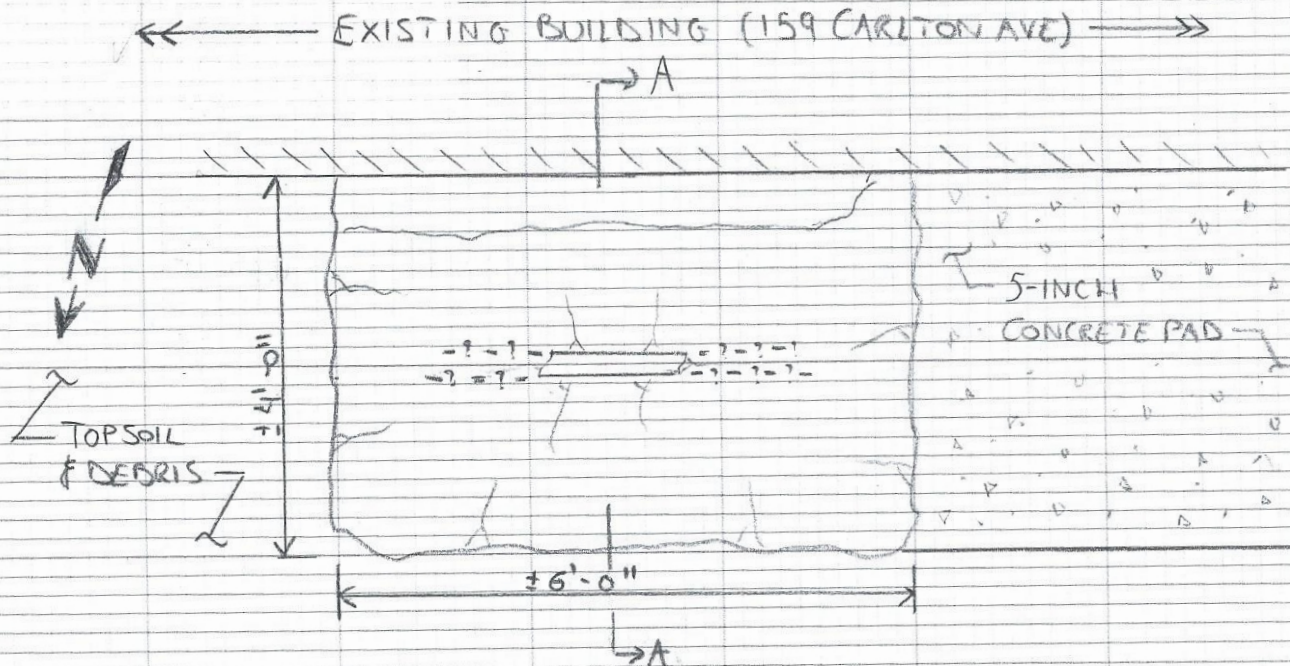 EXISTING BUILDING (159 CARLTON AVE)
A
N
5-INCH
CONCRETE PAD
-?-?-
-?-?-?-
-?=?-
-?-?-?-
±4'-0"
TOPSOIL
& DEBRIS
±6'-0"
A